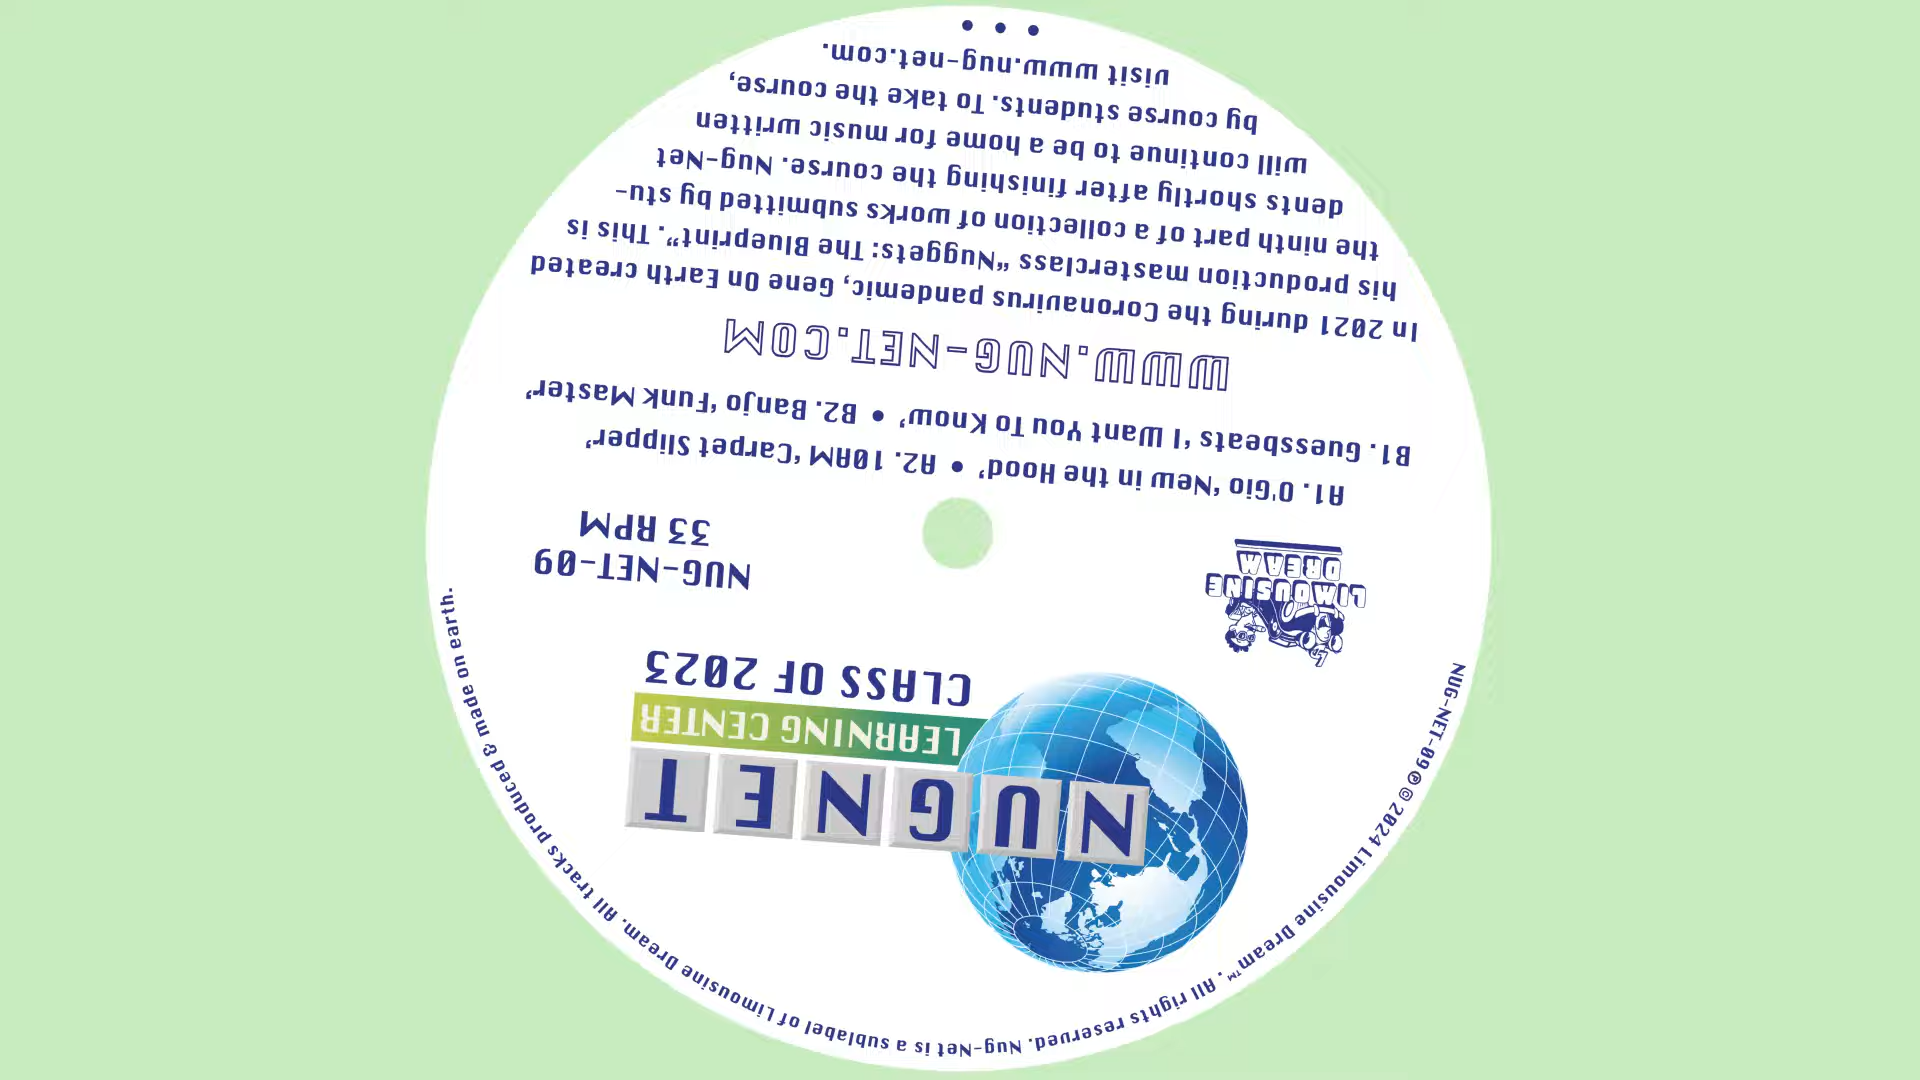 NUGNET
LEARNING CENTER
CLASS OF 2023
LIMOUSINE
DREAM
NUG-NET-09
33 RPM
A1. O'Gio ‘New in the Hood’ • A2. 10AM ‘Carpet Slipper’
B1. Guessbeats ‘I Want You To Know’ • B2. Banjo ‘Funk Master’
WWW.NUG-NET.COM
In 2021 during the Coronavirus pandemic, Gene On Earth created
his production masterclass “Nuggets: The Blueprint”. This is
the ninth part of a collection of works submitted by stu-
dents shortly after finishing the course. Nug-Net
will continue to be a home for music written
by course students. To take the course,
visit www.nug-net.com.
• • •
NUG-NET-09 ℗ © 2024 Limousine Dream™. All rights reserved. Nug-Net is a sublabel of Limousine Dream. All tracks produced & made on earth.